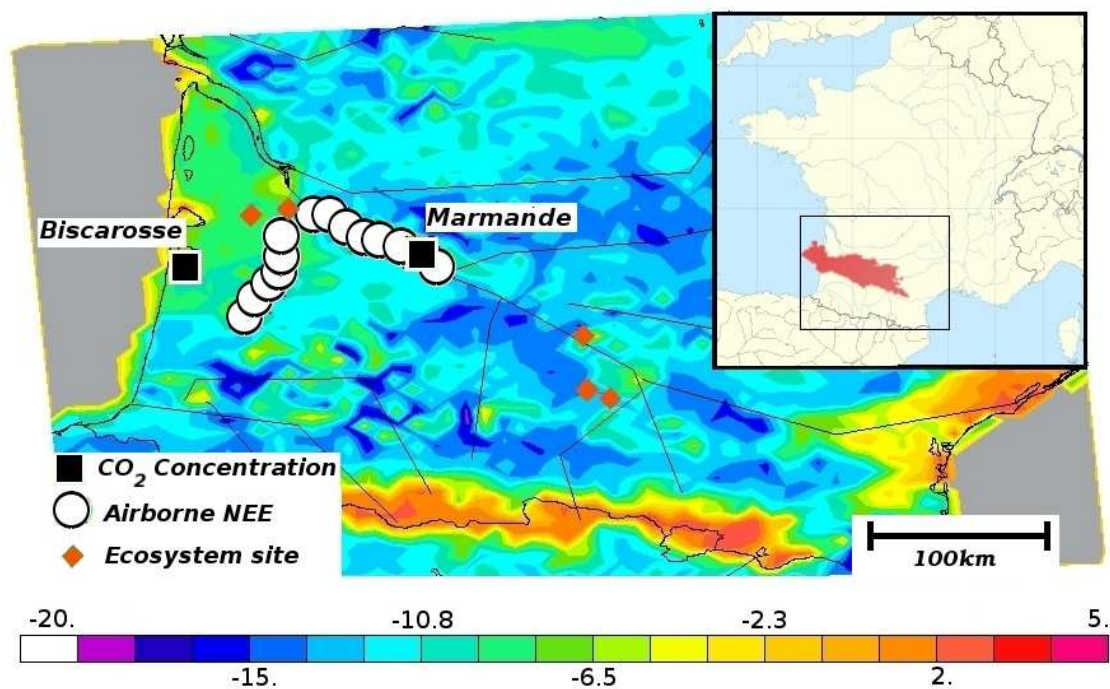 Biscarosse
Marmande
CO2 Concentration
Airborne NEE
Ecosystem site
100km
-20. -10.8 -2.3 5.
-15. -6.5 2.